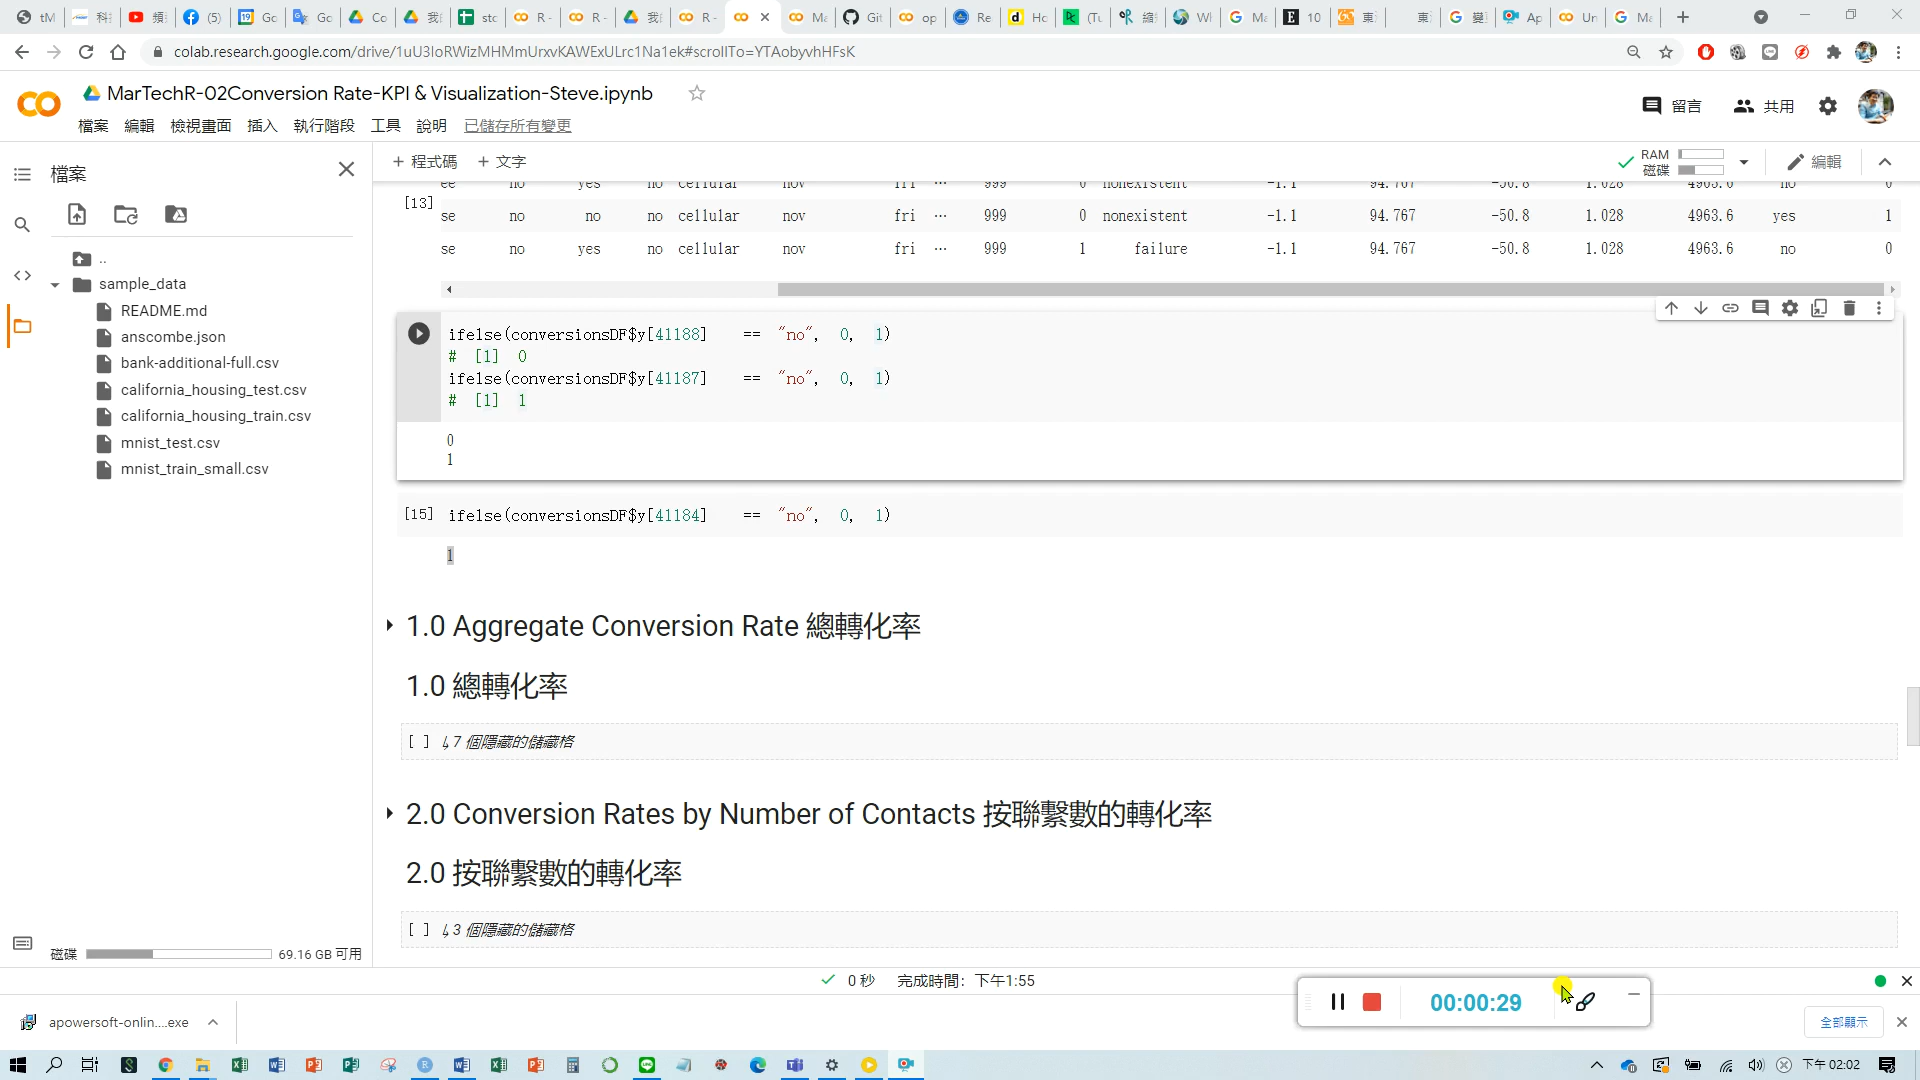 colab.research.google.com/drive/1uU3IoRWizMHMmUrxvKAWExULrc1Na1ek#scrollTo=YTAobyvhHFsK
MarTechR-02Conversion Rate-KPI & Visualization-Steve.ipynb
留言
共用
檔案 編輯 檢視畫面 插入 執行階段 工具 說明 已儲存所有變更
檔案
+ 程式碼 + 文字
RAM
磁碟
編輯
[13]
se no no no cellular nov fri ... 999 0 nonexistent -1.1 94.767 -50.8 1.028 4963.6 yes 1
se no yes no cellular nov fri ... 999 1 failure -1.1 94.767 -50.8 1.028 4963.6 no 0
..
sample_data
README.md
anscombe.json
bank-additional-full.csv
california_housing_test.csv
california_housing_train.csv
mnist_test.csv
mnist_train_small.csv
ifelse(conversionsDF$y[41188] == "no", 0, 1)
# [1] 0
ifelse(conversionsDF$y[41187] == "no", 0, 1)
# [1] 1
0
1
[15] ifelse(conversionsDF$y[41184] == "no", 0, 1)
1
1.0 Aggregate Conversion Rate 總轉化率
1.0 總轉化率
[ ] ↳ 7 個隱藏的儲藏格
2.0 Conversion Rates by Number of Contacts 按聯繫數的轉化率
2.0 按聯繫數的轉化率
[ ] ↳ 3 個隱藏的儲藏格
磁碟 69.16 GB 可用
0 秒 完成時間: 下午1:55
00:00:29
apowersoft-onlin....exe
全部顯示
下午 02:02